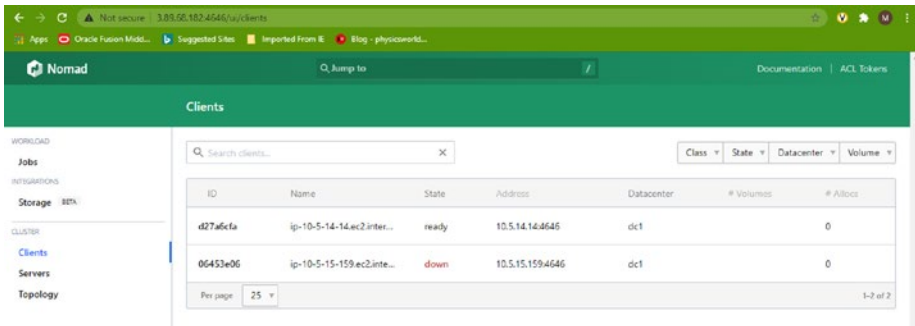 Not secure | 3.89.68.182:4646/ui/clients
M
Apps Oracle Fusion Midd... Suggested Sites Imported From IE Blog - physicsworld...
Nomad Jump to / Documentation | ACL Tokens
Clients
WORKLOAD
Jobs
INTEGRATIONS
Storage BETA
CLUSTER
Clients
Servers
Topology
Search clients... ×
Class State Datacenter Volume
ID Name State Address Datacenter # Volumes # Allocs
d27a6cfa ip-10-5-14-14.ec2.inter... ready 10.5.14.14:4646 dc1 0
06453e06 ip-10-5-15-159.ec2.inte... down 10.5.15.159:4646 dc1 0
Per page 25 1-2 of 2